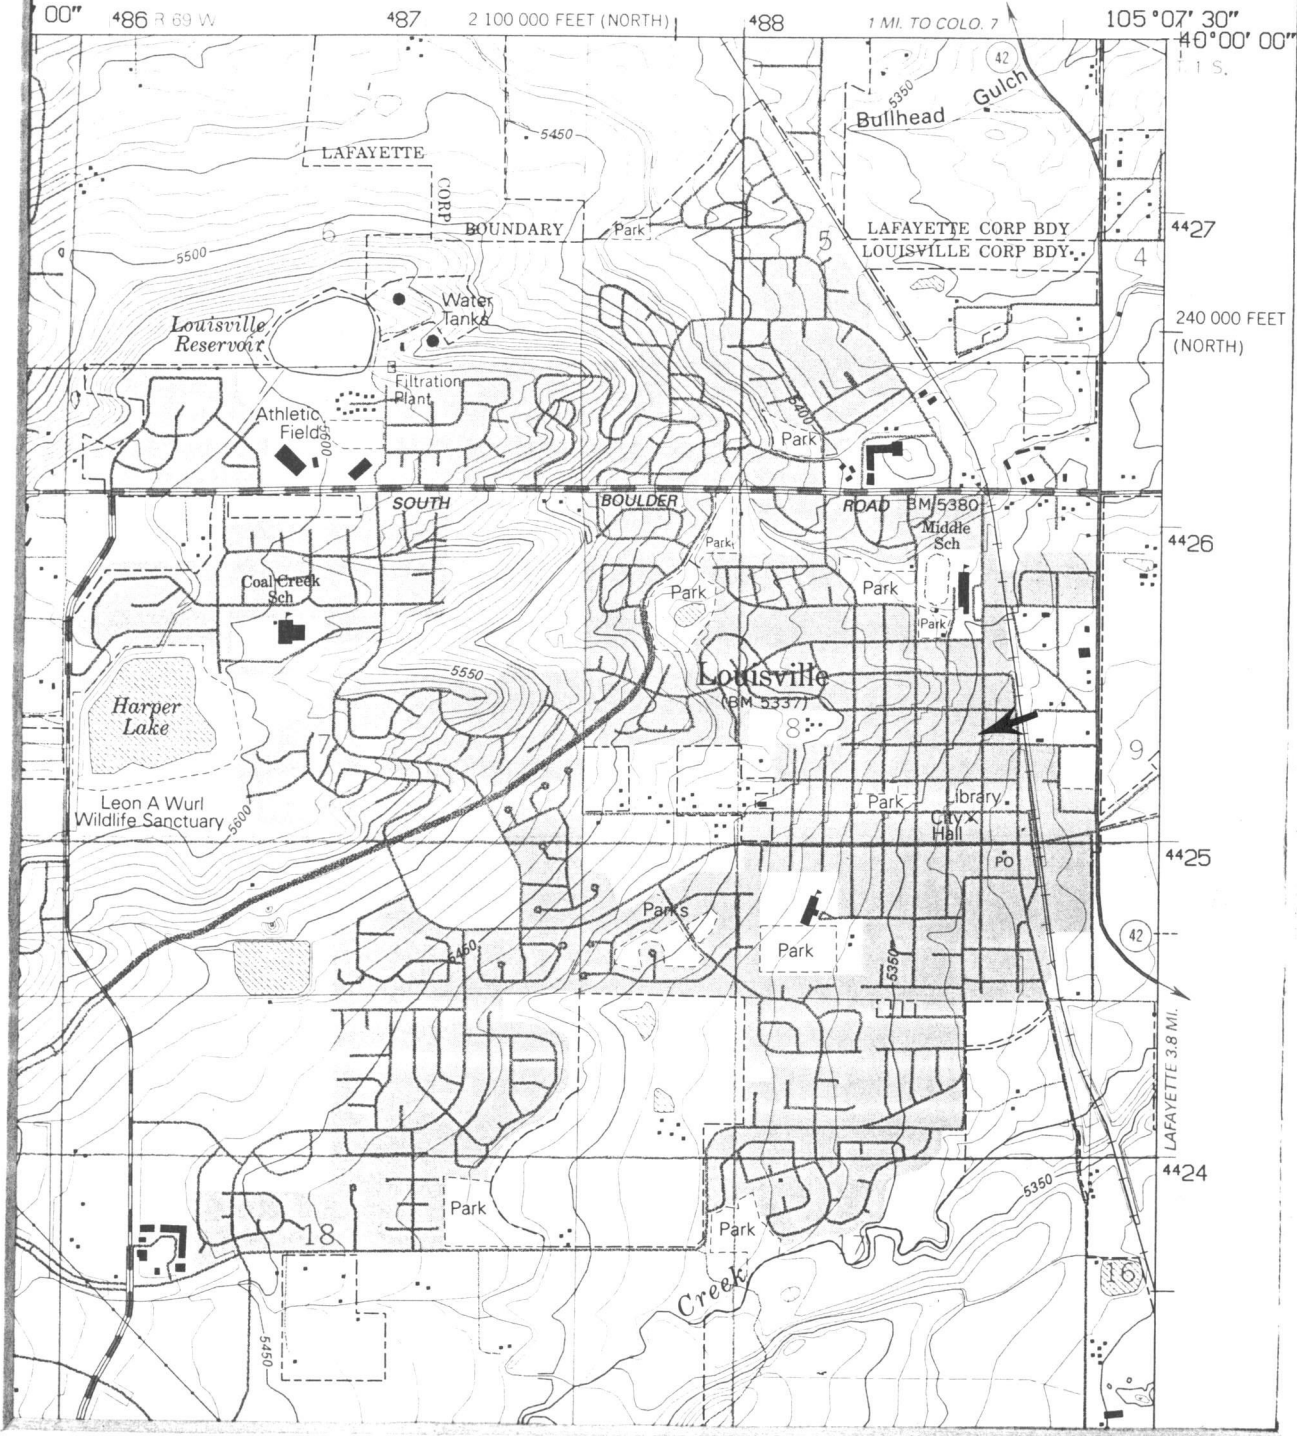 00"
486 R 69 W
487
2 100 000 FEET (NORTH)
488
1 MI. TO COLO. 7
105°07' 30"
40°00' 00"
1 S.
42
Gulch
Bullhead
5350
5450
LAFAYETTE
CORP
BOUNDARY
6
Park
5
LAFAYETTE CORP BDY
LOUISVILLE CORP BDY
4427
4
5500
Water
Tanks
Louisville
Reservoir
240 000 FEET
(NORTH)
Filtration
Plant
Athletic
Field
5600
5400
Park
SOUTH
BOULDER
ROAD
BM 5380
Middle
Sch
4426
Park
Coal Creek
Sch
Park
Park
Park
5550
Louisville
(BM 5337)
Harper
Lake
7
8
9
Leon A Wurl
Wildlife Sanctuary
5600
Park
Library
City
Hall
4425
PO
Parks
Park
5450
5350
42
LAFAYETTE 3.8 MI.
4424
5350
Park
18
Park
Creek
16
5450